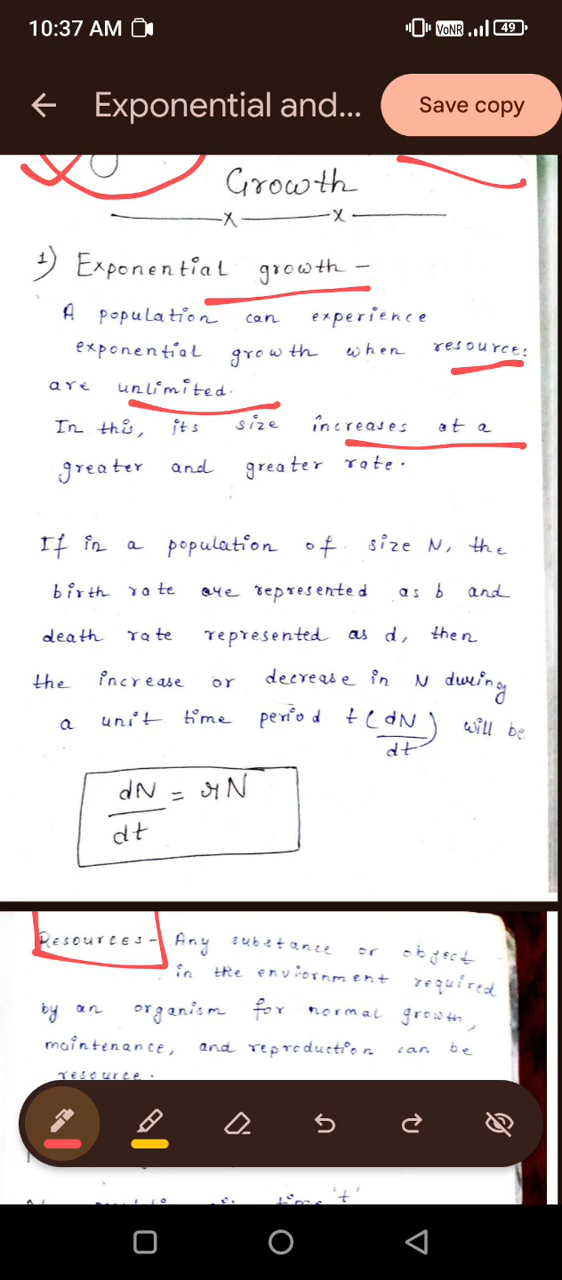 10:37 AM
VoNR 49
Exponential and...
Save copy
Growth
1) Exponential growth -
A population can experience
exponential growth when resources
are unlimited.
In this, its size increases at a
greater and greater rate.
If in a population of size N, the
birth rate are represented as b and
death rate represented as d, then
the increase or decrease in N during
a unit time period t (dN/dt) will be
dN/dt = rN
Resources - Any substance or object
in the enviornment required
by an organism for normal growth,
maintenance, and reproduction can be
resource.
time 't'